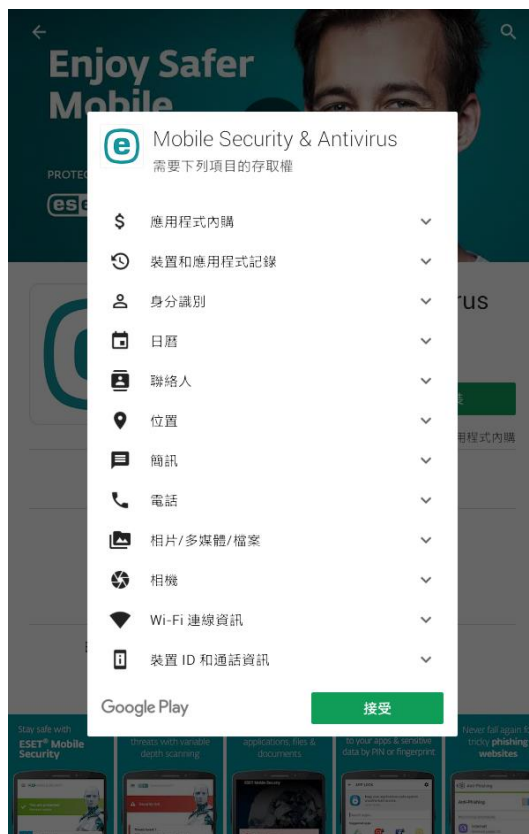 Enjoy Safer
Mobile
PROTEC
ese
Mobile Security & Antivirus
需要下列項目的存取權
應用程式內購
裝置和應用程式記錄
身分識別
日曆
聯絡人
位置
簡訊
電話
相片/多媒體/檔案
相機
Wi-Fi 連線資訊
裝置 ID 和通話資訊
Google Play
接受
rus
用程式內購
Stay safe with
ESET® Mobile
Security
threats with variable
depth scanning
applications, files &
documents
to your apps & sensitive
data by PIN or fingerprint
Never fall again fo
tricky phishing
websites
Anti-Phishing